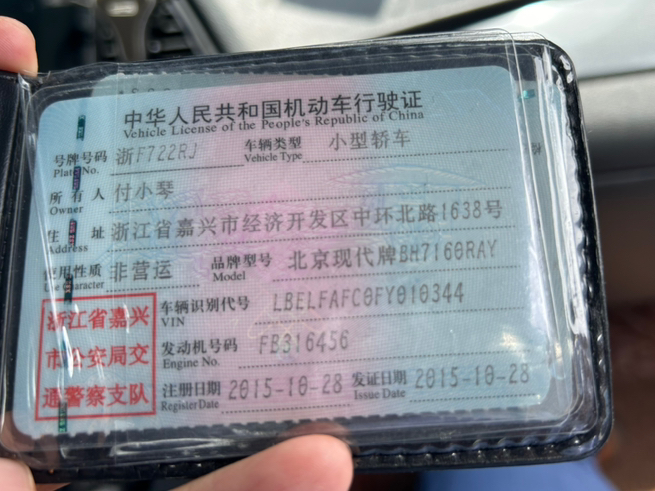 中华人民共和国机动车行驶证
Vehicle License of the People's Republic of China
号牌号码 浙F722RJ 车辆类型 小型轿车
Plate No. Vehicle Type
所有人 付小琴
Owner
住址 浙江省嘉兴市经济开发区中环北路1638号
Address
使用性质 非营运 品牌型号 北京现代牌BH7160RAY
Use Character Model
浙江省嘉兴
市公安局交
通警察支队
车辆识别代号 LBELFAFC0FY010344
VIN
发动机号码 FB316456
Engine No.
注册日期 2015-10-28 发证日期 2015-10-28
Register Date Issue Date